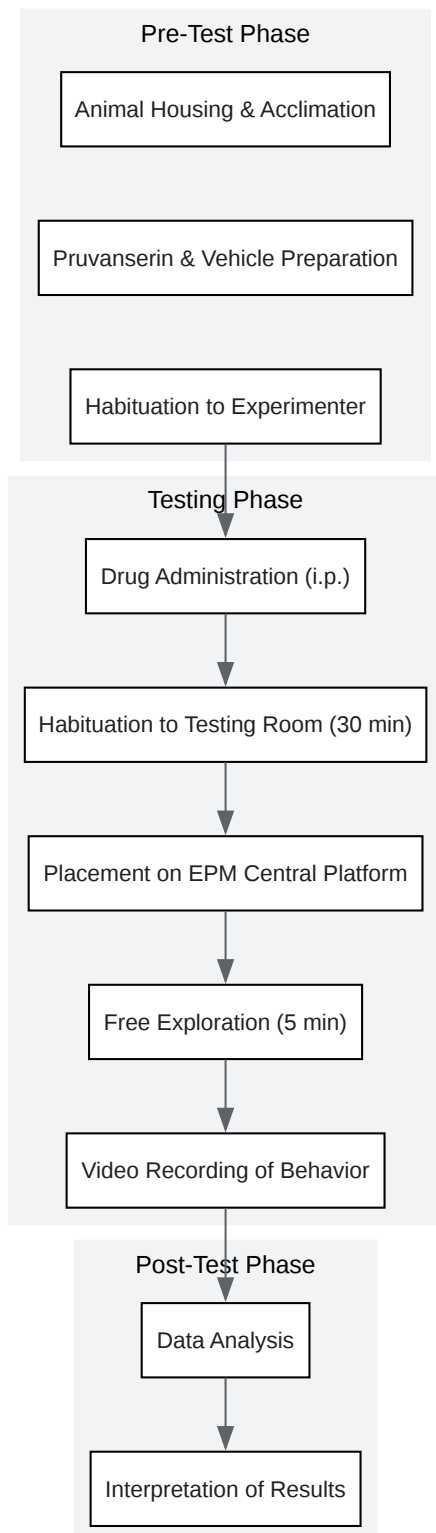 Pre-Test Phase
Animal Housing & Acclimation
Pruvanserin & Vehicle Preparation
Habituation to Experimenter
Testing Phase
Drug Administration (i.p.)
Habituation to Testing Room (30 min)
Placement on EPM Central Platform
Free Exploration (5 min)
Video Recording of Behavior
Post-Test Phase
Data Analysis
Interpretation of Results